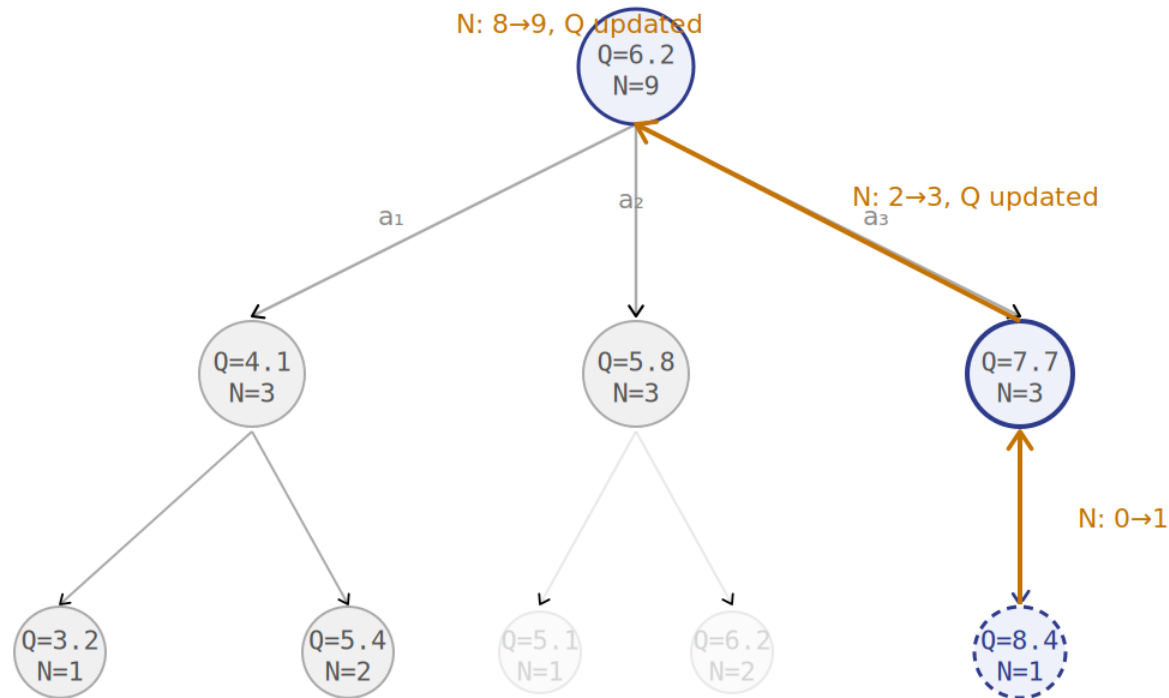 N: 8→9, Q updated
Q=6.2
N=9
N: 2→3, Q updated
a₁
a₂
a₃
Q=4.1
N=3
Q=5.8
N=3
Q=7.7
N=3
N: 0→1
Q=3.2
N=1
Q=5.4
N=2
Q=5.1
N=1
Q=6.2
N=2
Q=8.4
N=1